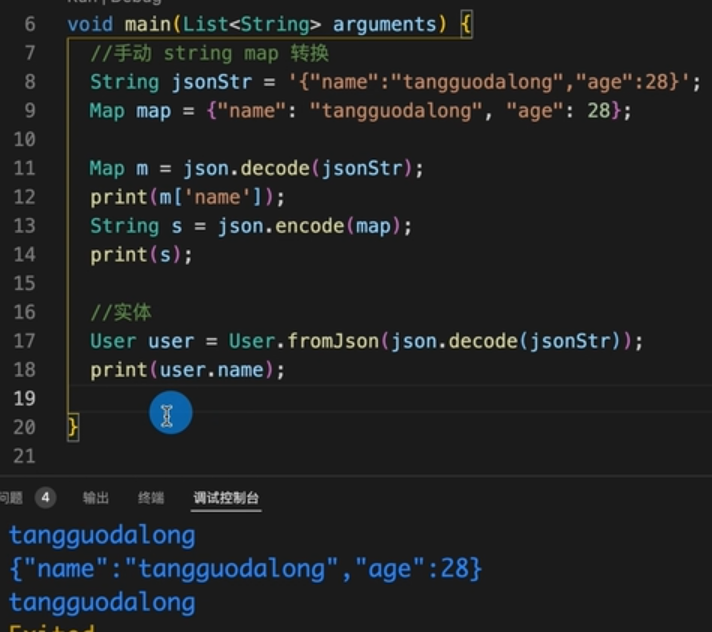 Run | Debug
6 void main(List<String> arguments) {
7 //手动 string map 转换
8 String jsonStr = '{"name":"tangguodalong","age":28}';
9 Map map = {"name": "tangguodalong", "age": 28};
10
11 Map m = json.decode(jsonStr);
12 print(m['name']);
13 String s = json.encode(map);
14 print(s);
15
16 //实体
17 User user = User.fromJson(json.decode(jsonStr));
18 print(user.name);
19
20 }
21
问题 4 输出 终端 调试控制台
tangguodalong
{"name":"tangguodalong","age":28}
tangguodalong
Exited